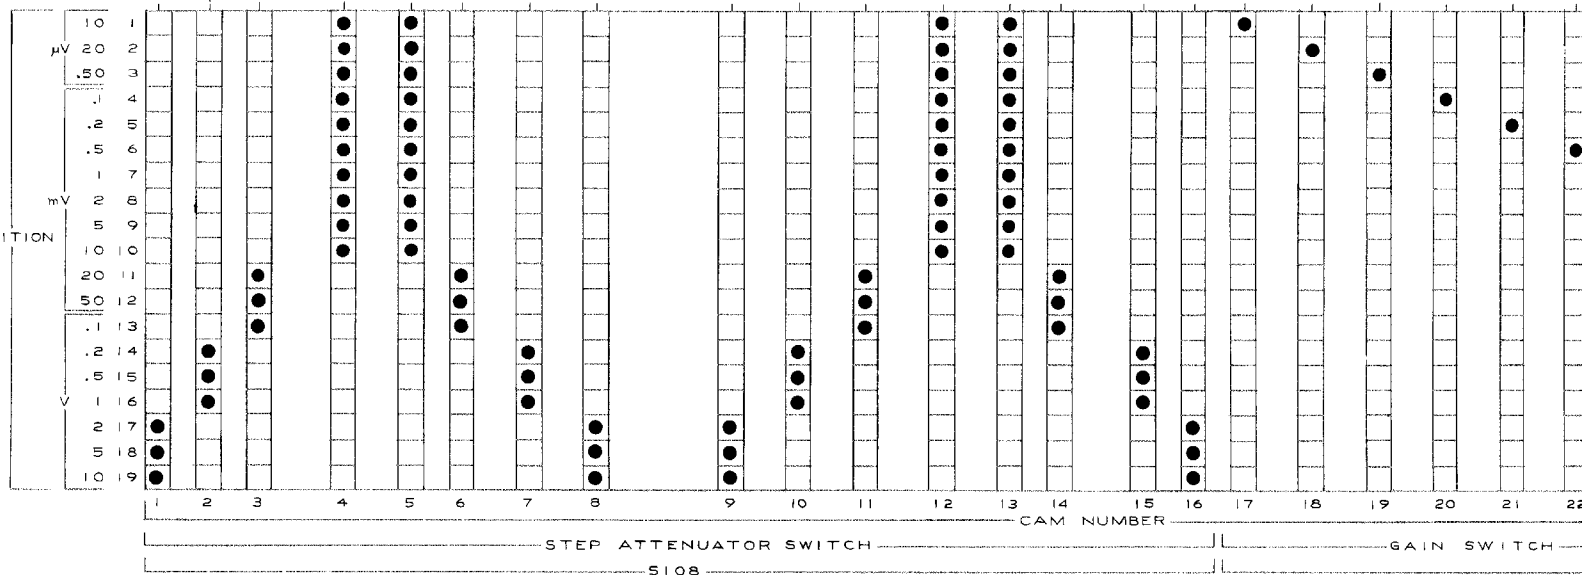 10 1
µV 20 2
.50 3
.1 4
.2 5
.5 6
1 7
mV 2 8
5 9
ITION
10 10
20 11
50 12
.1 13
.2 14
.5 15
V 1 16
2 17
5 18
10 19
1 2 3 4 5 6 7 8 9 10 11 12 13 14 15 16 17 18 19 20 21 22
CAM NUMBER
STEP ATTENUATOR SWITCH GAIN SWITCH
S108